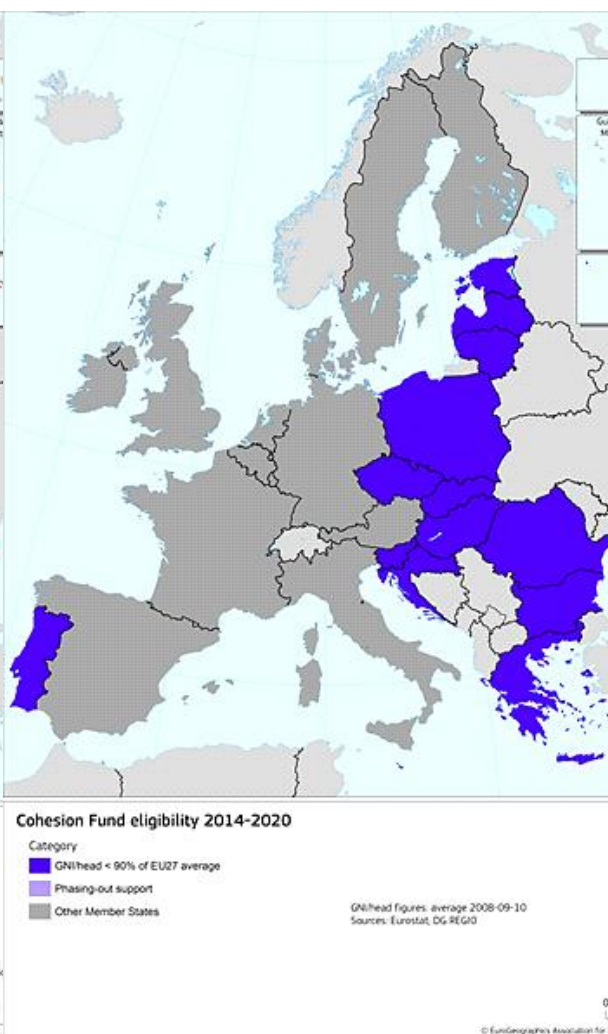 Cohesion Fund eligibility 2014-2020
Category
GNI/head < 90% of EU27 average
Phasing-out support
Other Member States
GNI/head figures: average 2008-09-10
Sources: Eurostat, DG REGIO
© EuroGeographics Association for